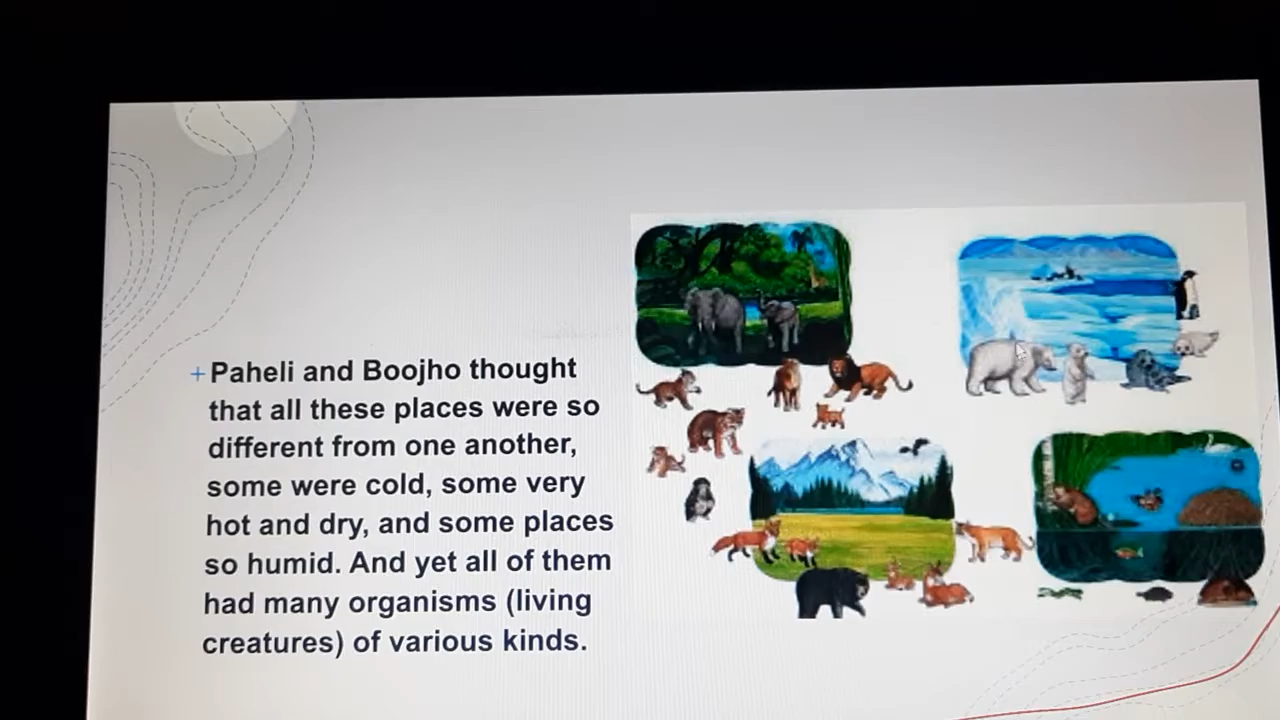 + Paheli and Boojho thought
that all these places were so
different from one another,
some were cold, some very
hot and dry, and some places
so humid. And yet all of them
had many organisms (living
creatures) of various kinds.